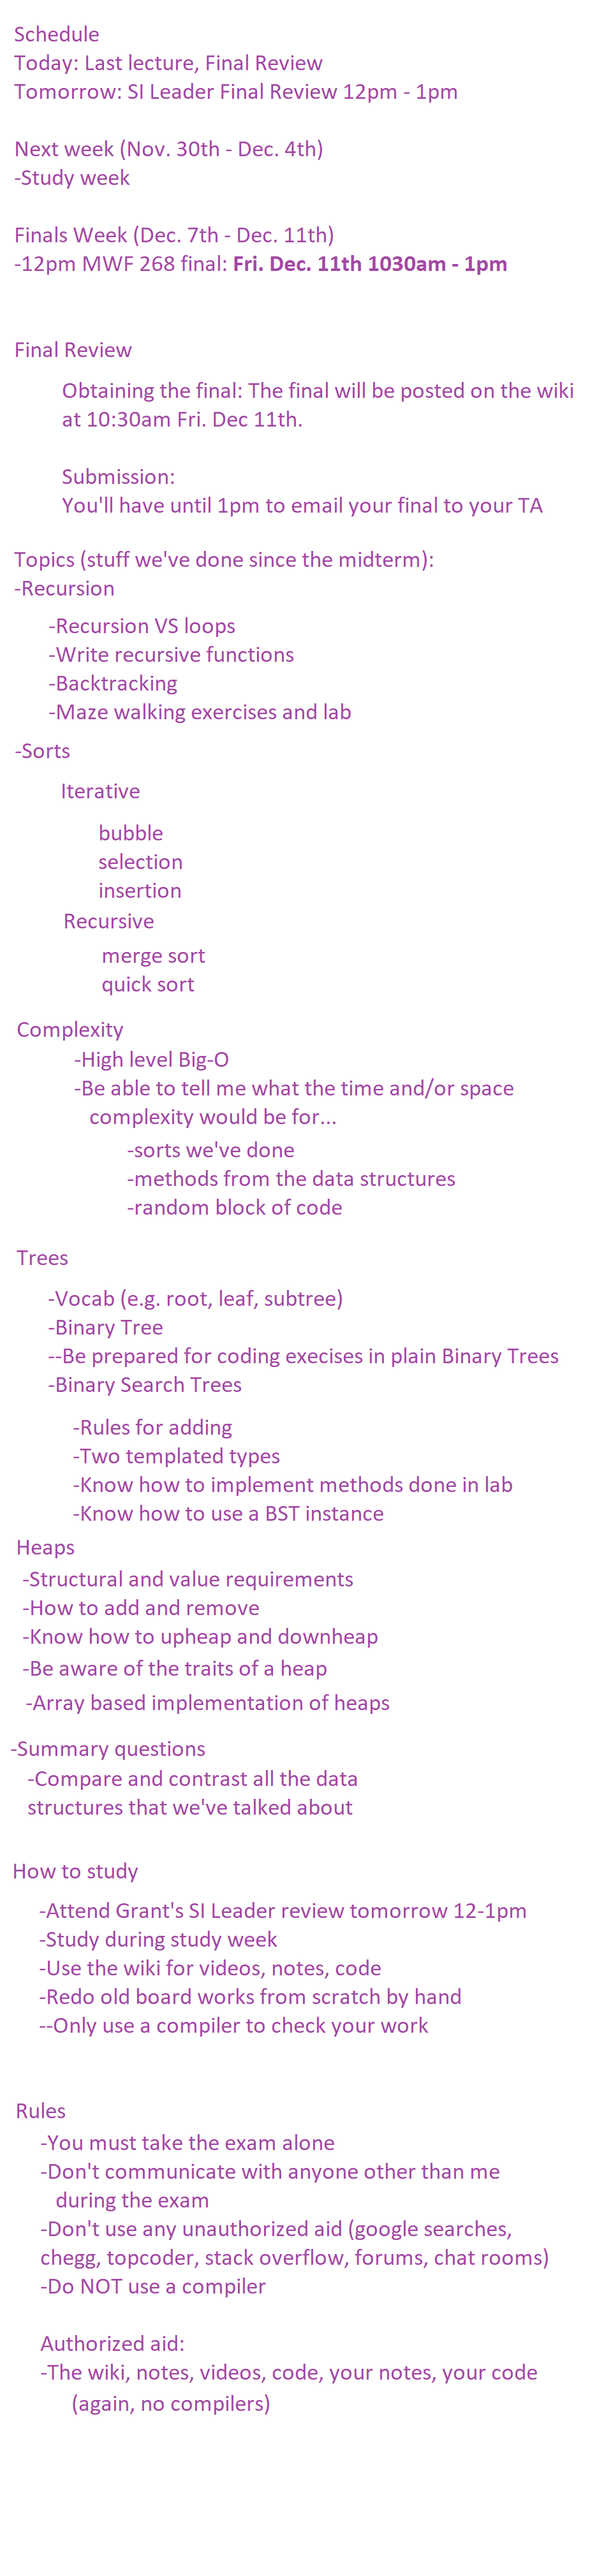 Schedule
Today: Last lecture, Final Review
Tomorrow: SI Leader Final Review 12pm - 1pm
Next week (Nov. 30th - Dec. 4th)
-Study week
Finals Week (Dec. 7th - Dec. 11th)
-12pm MWF 268 final: Fri. Dec. 11th 1030am - 1pm
Final Review
Obtaining the final: The final will be posted on the wiki
at 10:30am Fri. Dec 11th.
Submission:
You'll have until 1pm to email your final to your TA
Topics (stuff we've done since the midterm):
-Recursion
-Recursion VS loops
-Write recursive functions
-Backtracking
-Maze walking exercises and lab
-Sorts
Iterative
bubble
selection
insertion
Recursive
merge sort
quick sort
Complexity
-High level Big-O
-Be able to tell me what the time and/or space
complexity would be for...
-sorts we've done
-methods from the data structures
-random block of code
Trees
-Vocab (e.g. root, leaf, subtree)
-Binary Tree
--Be prepared for coding execises in plain Binary Trees
-Binary Search Trees
-Rules for adding
-Two templated types
-Know how to implement methods done in lab
-Know how to use a BST instance
Heaps
-Structural and value requirements
-How to add and remove
-Know how to upheap and downheap
-Be aware of the traits of a heap
-Array based implementation of heaps
-Summary questions
-Compare and contrast all the data
structures that we've talked about
How to study
-Attend Grant's SI Leader review tomorrow 12-1pm
-Study during study week
-Use the wiki for videos, notes, code
-Redo old board works from scratch by hand
--Only use a compiler to check your work
Rules
-You must take the exam alone
-Don't communicate with anyone other than me
during the exam
-Don't use any unauthorized aid (google searches,
chegg, topcoder, stack overflow, forums, chat rooms)
-Do NOT use a compiler
Authorized aid:
-The wiki, notes, videos, code, your notes, your code
(again, no compilers)